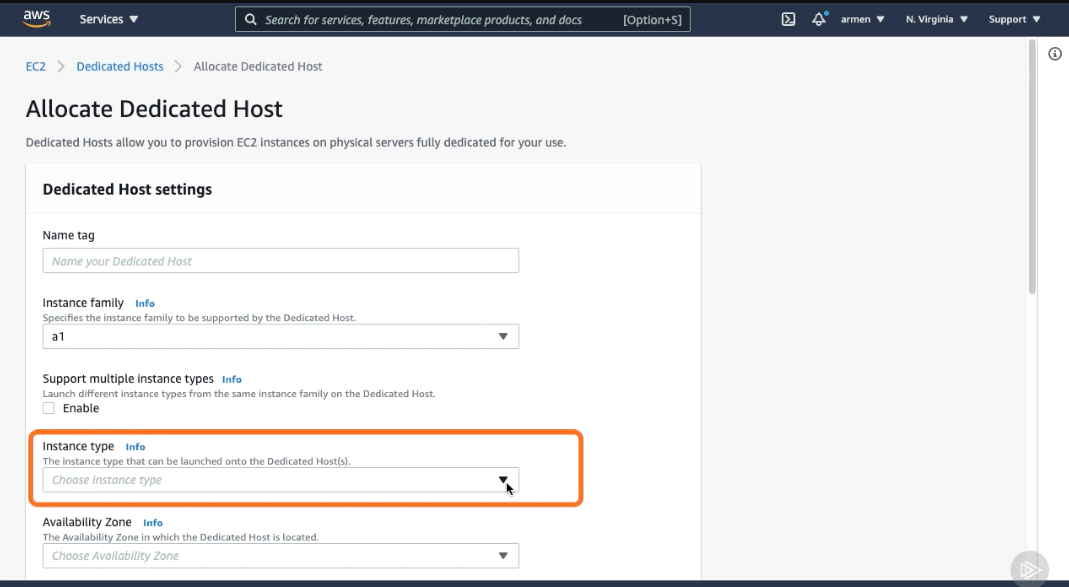 aws Services Search for services, features, marketplace products, and docs [Option+S] armen N. Virginia Support
EC2 Dedicated Hosts Allocate Dedicated Host
Allocate Dedicated Host
Dedicated Hosts allow you to provision EC2 instances on physical servers fully dedicated for your use.
Dedicated Host settings
Name tag
Name your Dedicated Host
Instance family Info
Specifies the instance family to be supported by the Dedicated Host.
a1
Support multiple instance types Info
Launch different instance types from the same instance family on the Dedicated Host.
Enable
Instance type Info
The instance type that can be launched onto the Dedicated Host(s).
Choose instance type
Availability Zone Info
The Availability Zone in which the Dedicated Host is located.
Choose Availability Zone